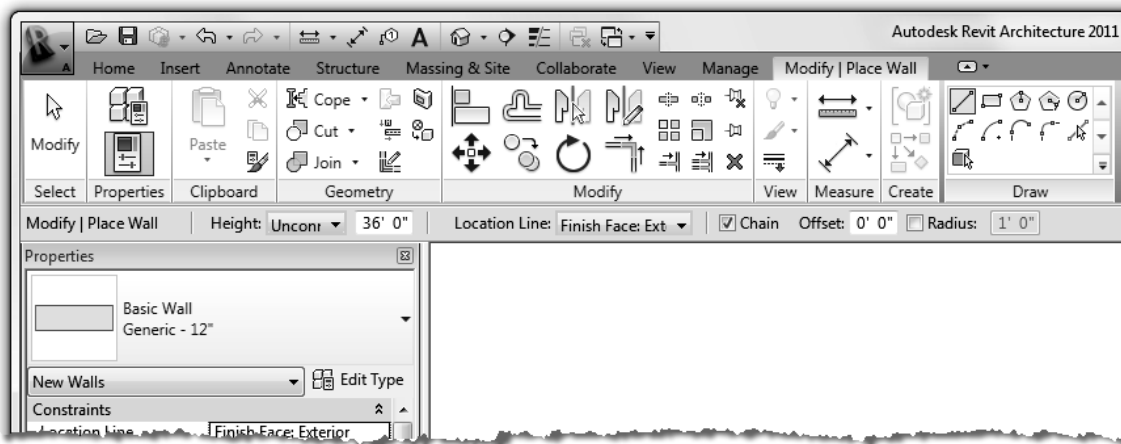 Autodesk Revit Architecture 2011
A
A
Home Insert Annotate Structure Massing & Site Collaborate View Manage Modify | Place Wall
Modify
Paste
Cope
Cut
Join
Select Properties Clipboard Geometry Modify View Measure Create Draw
Modify | Place Wall Height: Unconr 36' 0" Location Line: Finish Face: Ext Chain Offset: 0' 0" Radius: 1' 0"
Properties
Basic Wall
Generic - 12"
New Walls Edit Type
Constraints
Location Line Finish Face: Exterior